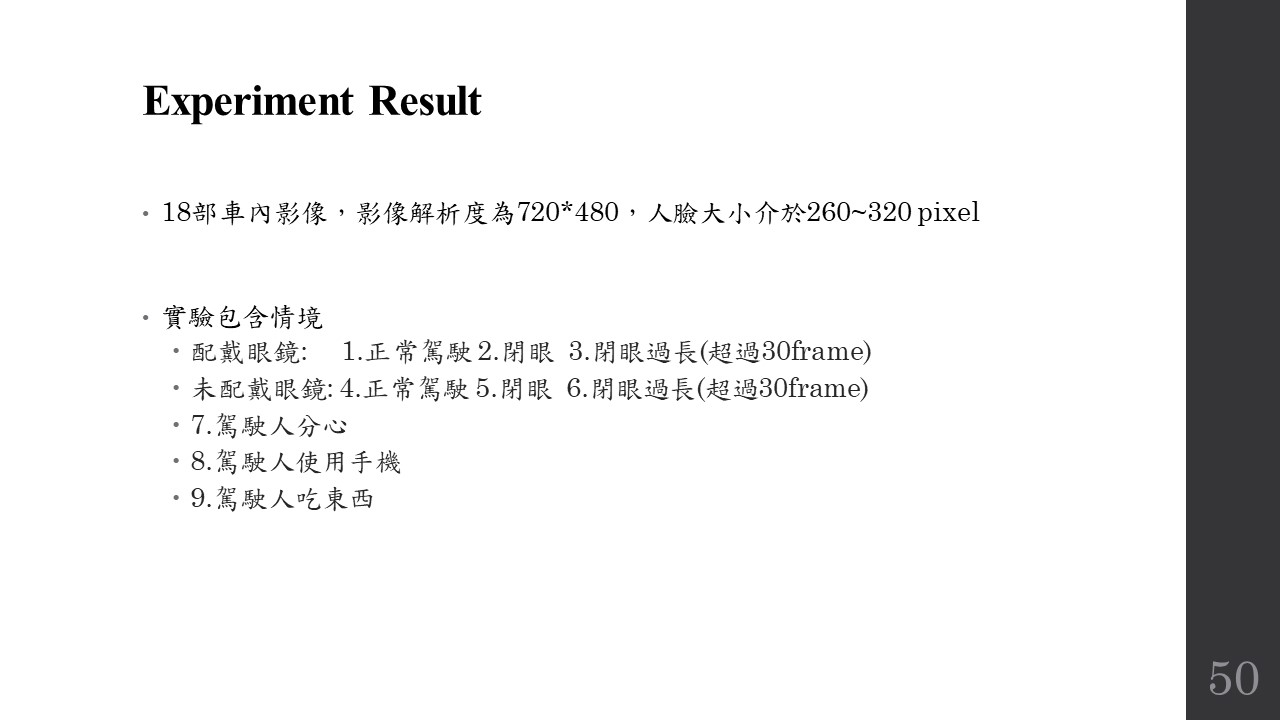 Experiment Result
• 18部車內影像，影像解析度為720*480，人臉大小介於260~320 pixel
• 實驗包含情境
• 配戴眼鏡: 1.正常駕駛 2.閉眼 3.閉眼過長(超過30frame)
• 未配戴眼鏡: 4.正常駕駛 5.閉眼 6.閉眼過長(超過30frame)
• 7.駕駛人分心
• 8.駕駛人使用手機
• 9.駕駛人吃東西
50